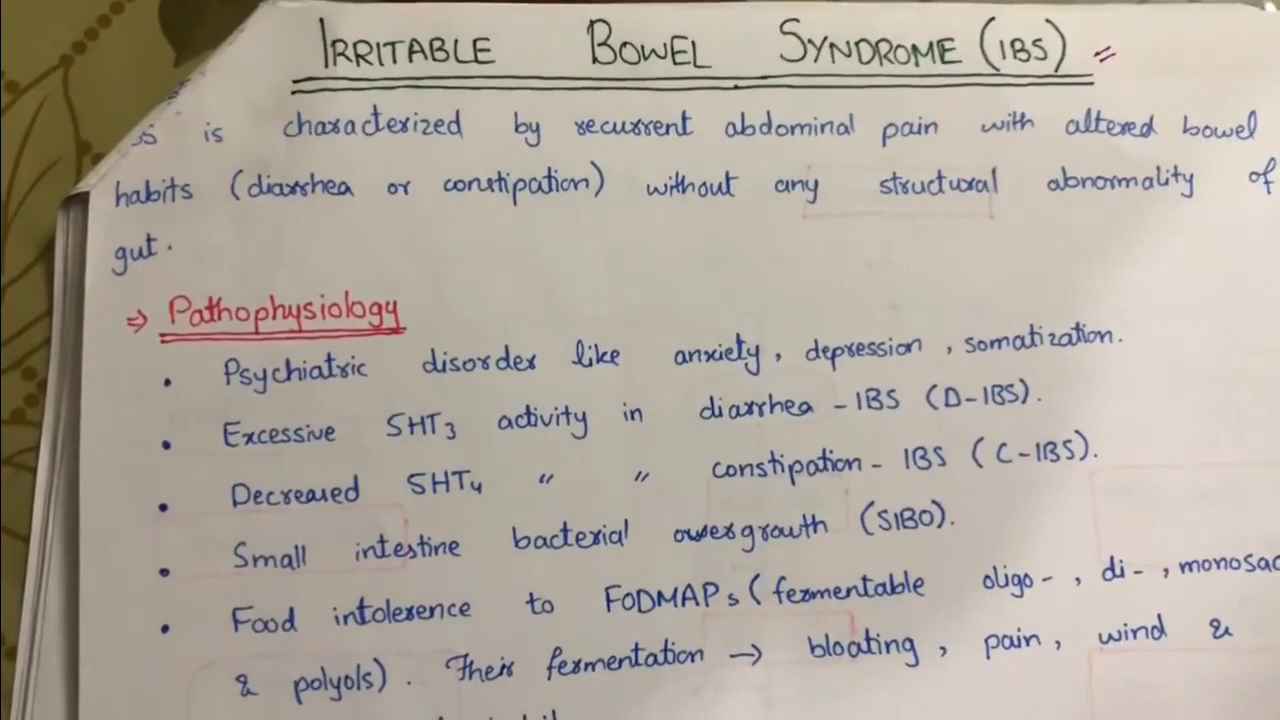 IRRITABLE BOWEL SYNDROME (IBS) =
is characterized by recurrent abdominal pain with altered bowel
habits (diarrhea or constipation) without any structural abnormality of
gut.
⇒ Pathophysiology
• Psychiatric disorder like anxiety, depression, somatization.
• Excessive 5HT₃ activity in diarrhea - IBS (D-IBS).
• Decreased 5HT₄ " " constipation - IBS (C-IBS).
• Small intestine bacterial overgrowth (SIBO).
• Food intolerence to FODMAPs (fermentable oligo-, di-, monosac
& polyols). Their fermentation → bloating, pain, wind &